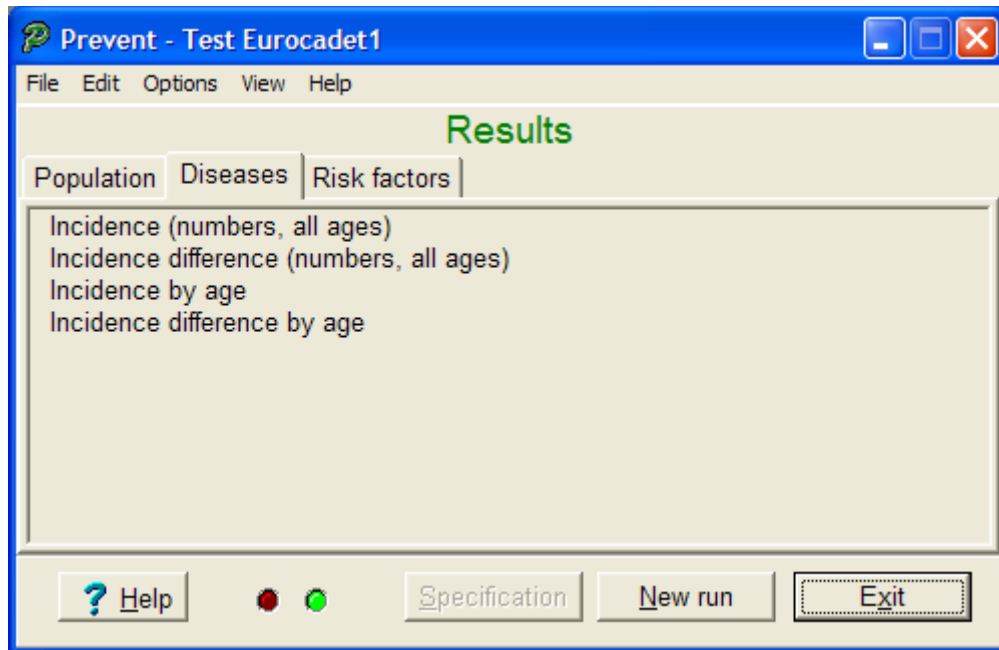 Prevent - Test Eurocadet1
File Edit Options View Help
Results
Population Diseases Risk factors
Incidence (numbers, all ages)
Incidence difference (numbers, all ages)
Incidence by age
Incidence difference by age
? Help Specification New run Exit